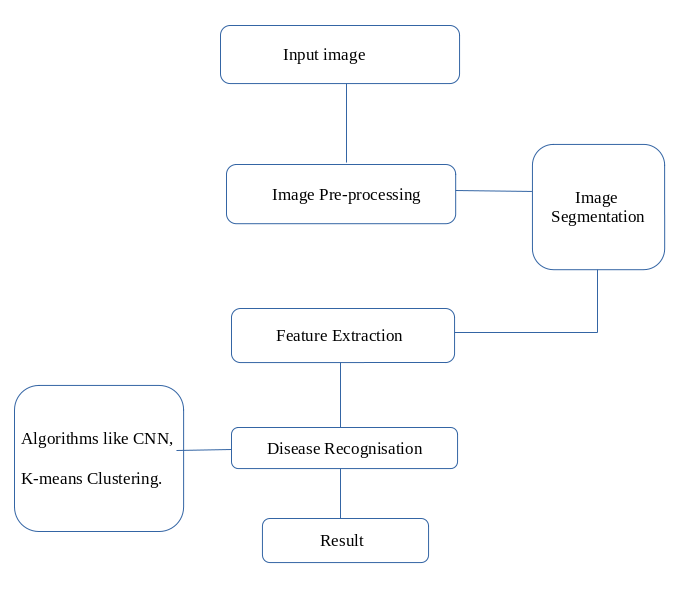 Input image
Image Pre-processing
Image
Segmentation
Feature Extraction
Algorithms like CNN,
K-means Clustering.
Disease Recognisation
Result